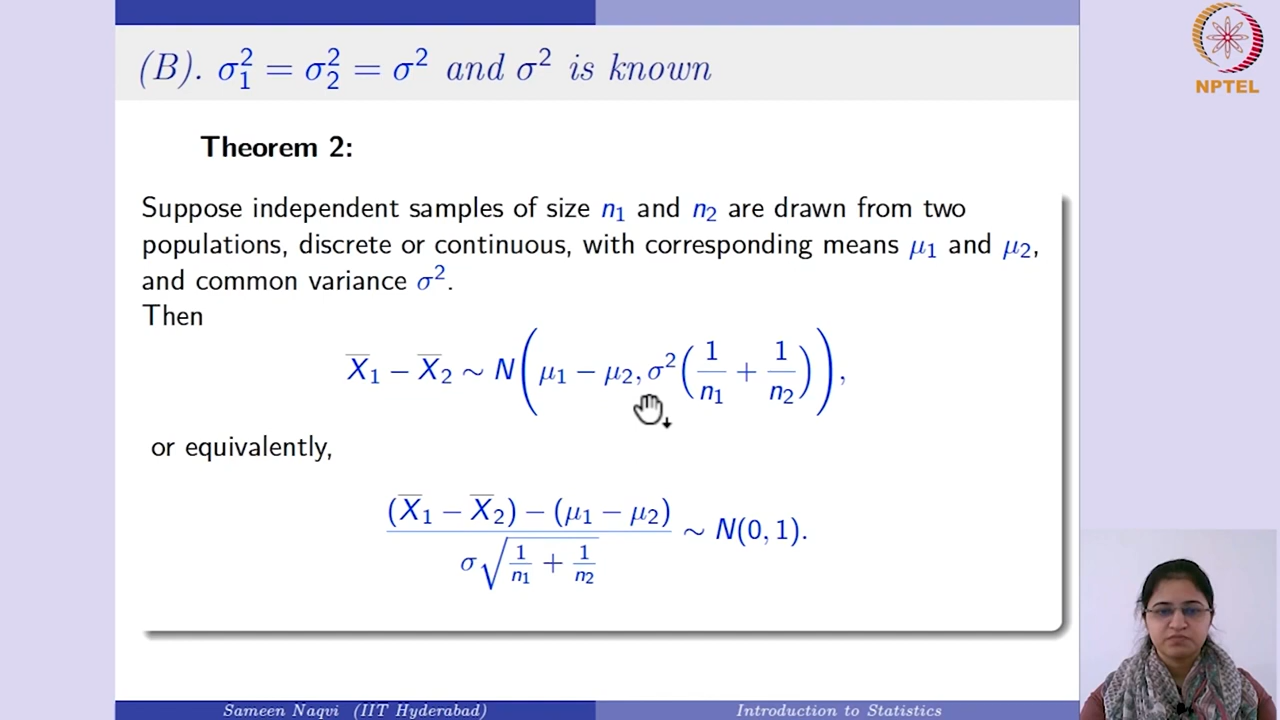 (B). σ₁² = σ₂² = σ² and σ² is known
NPTEL
Theorem 2:
Suppose independent samples of size n₁ and n₂ are drawn from two
populations, discrete or continuous, with corresponding means μ₁ and μ₂,
and common variance σ².
Then
X̄₁ − X̄₂ ∼ N(μ₁ − μ₂, σ²(1/n₁ + 1/n₂)),
or equivalently,
((X̄₁ − X̄₂) − (μ₁ − μ₂)) / (σ√(1/n₁ + 1/n₂)) ∼ N(0, 1).
Sameen Naqvi (IIT Hyderabad) Introduction to Statistics